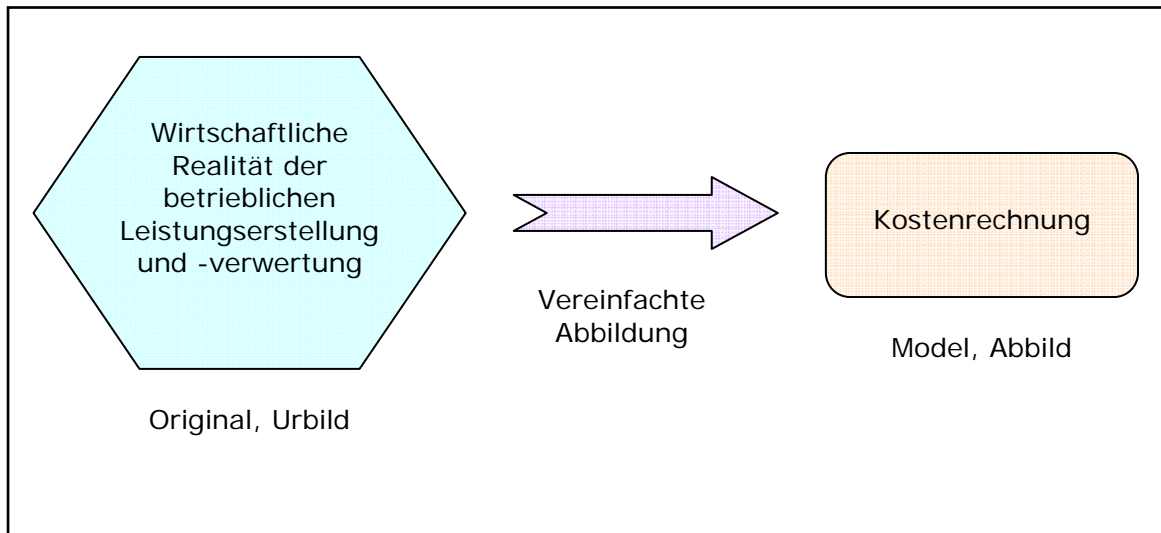 Wirtschaftliche
Realität der
betrieblichen
Leistungserstellung
und -verwertung
Original, Urbild
Vereinfachte
Abbildung
Kostenrechnung
Model, Abbild